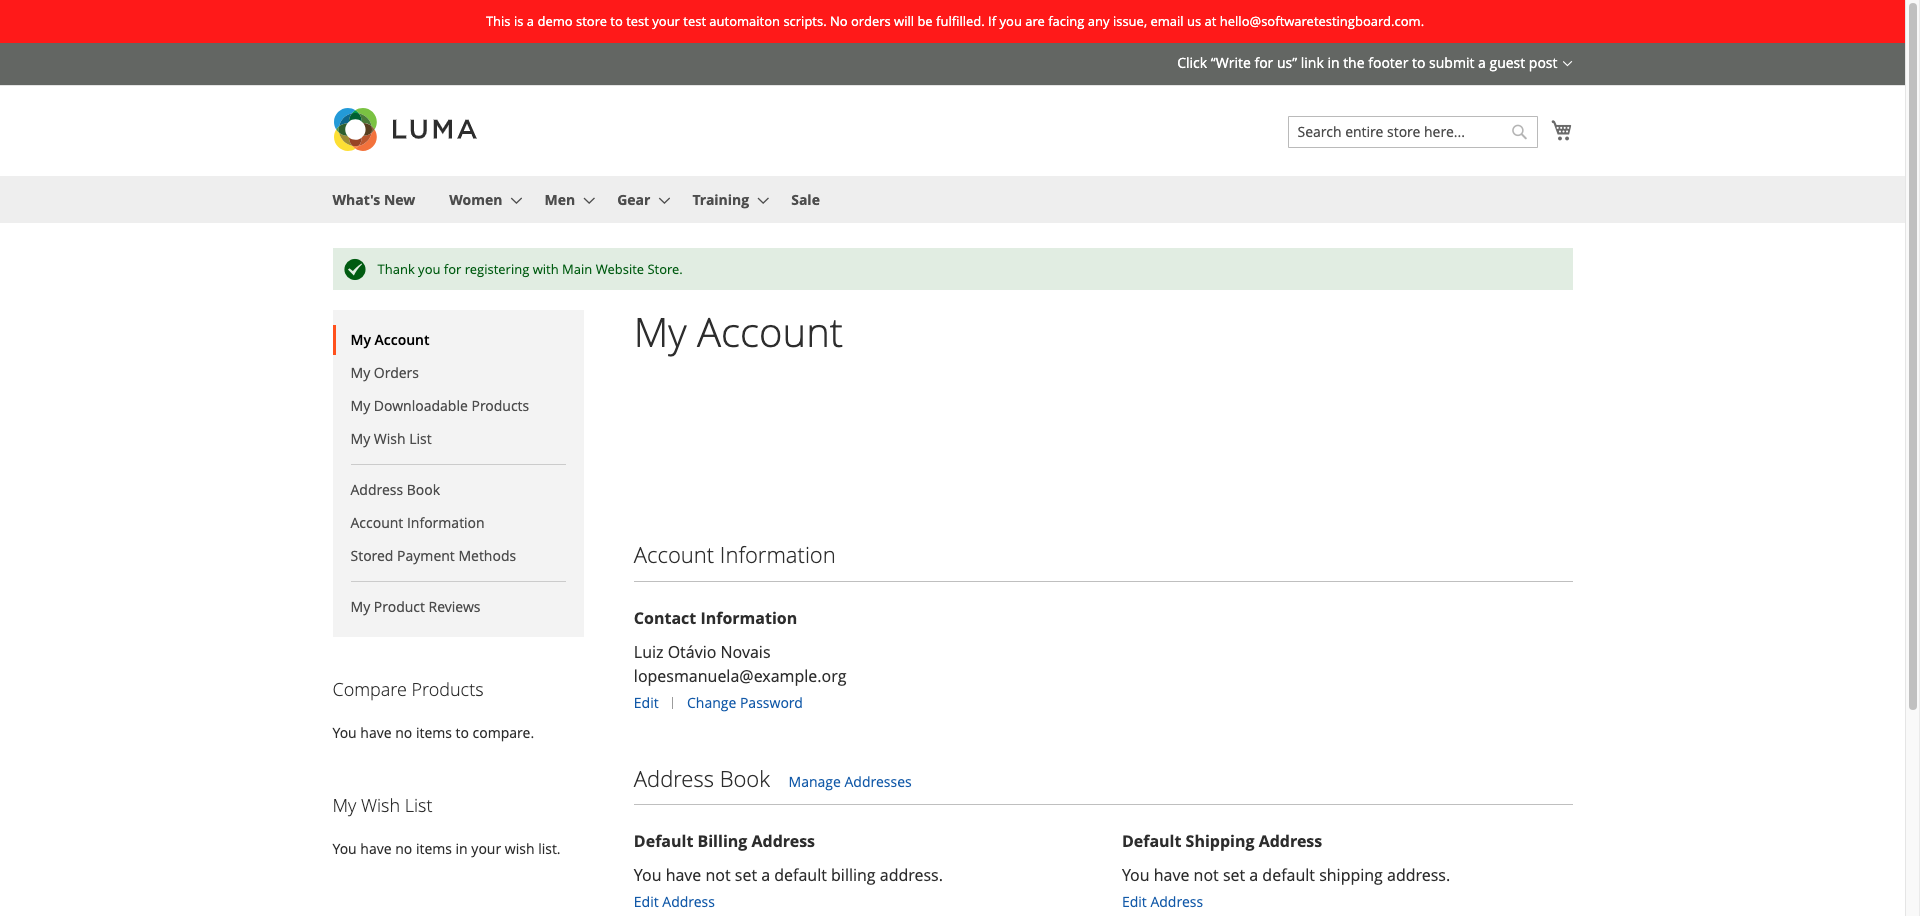 This is a demo store to test your test automaiton scripts. No orders will be fulfilled. If you are facing any issue, email us at hello@softwaretestingboard.com.
Click “Write for us” link in the footer to submit a guest post
LUMA
Search entire store here...
What's New Women Men Gear Training Sale
Thank you for registering with Main Website Store.
My Account
My Orders
My Downloadable Products
My Wish List
Address Book
Account Information
Stored Payment Methods
My Product Reviews
Compare Products
You have no items to compare.
My Wish List
You have no items in your wish list.
My Account
Account Information
Contact Information
Luiz Otávio Novais
lopesmanuela@example.org
Edit | Change Password
Address Book Manage Addresses
Default Billing Address
You have not set a default billing address.
Edit Address
Default Shipping Address
You have not set a default shipping address.
Edit Address